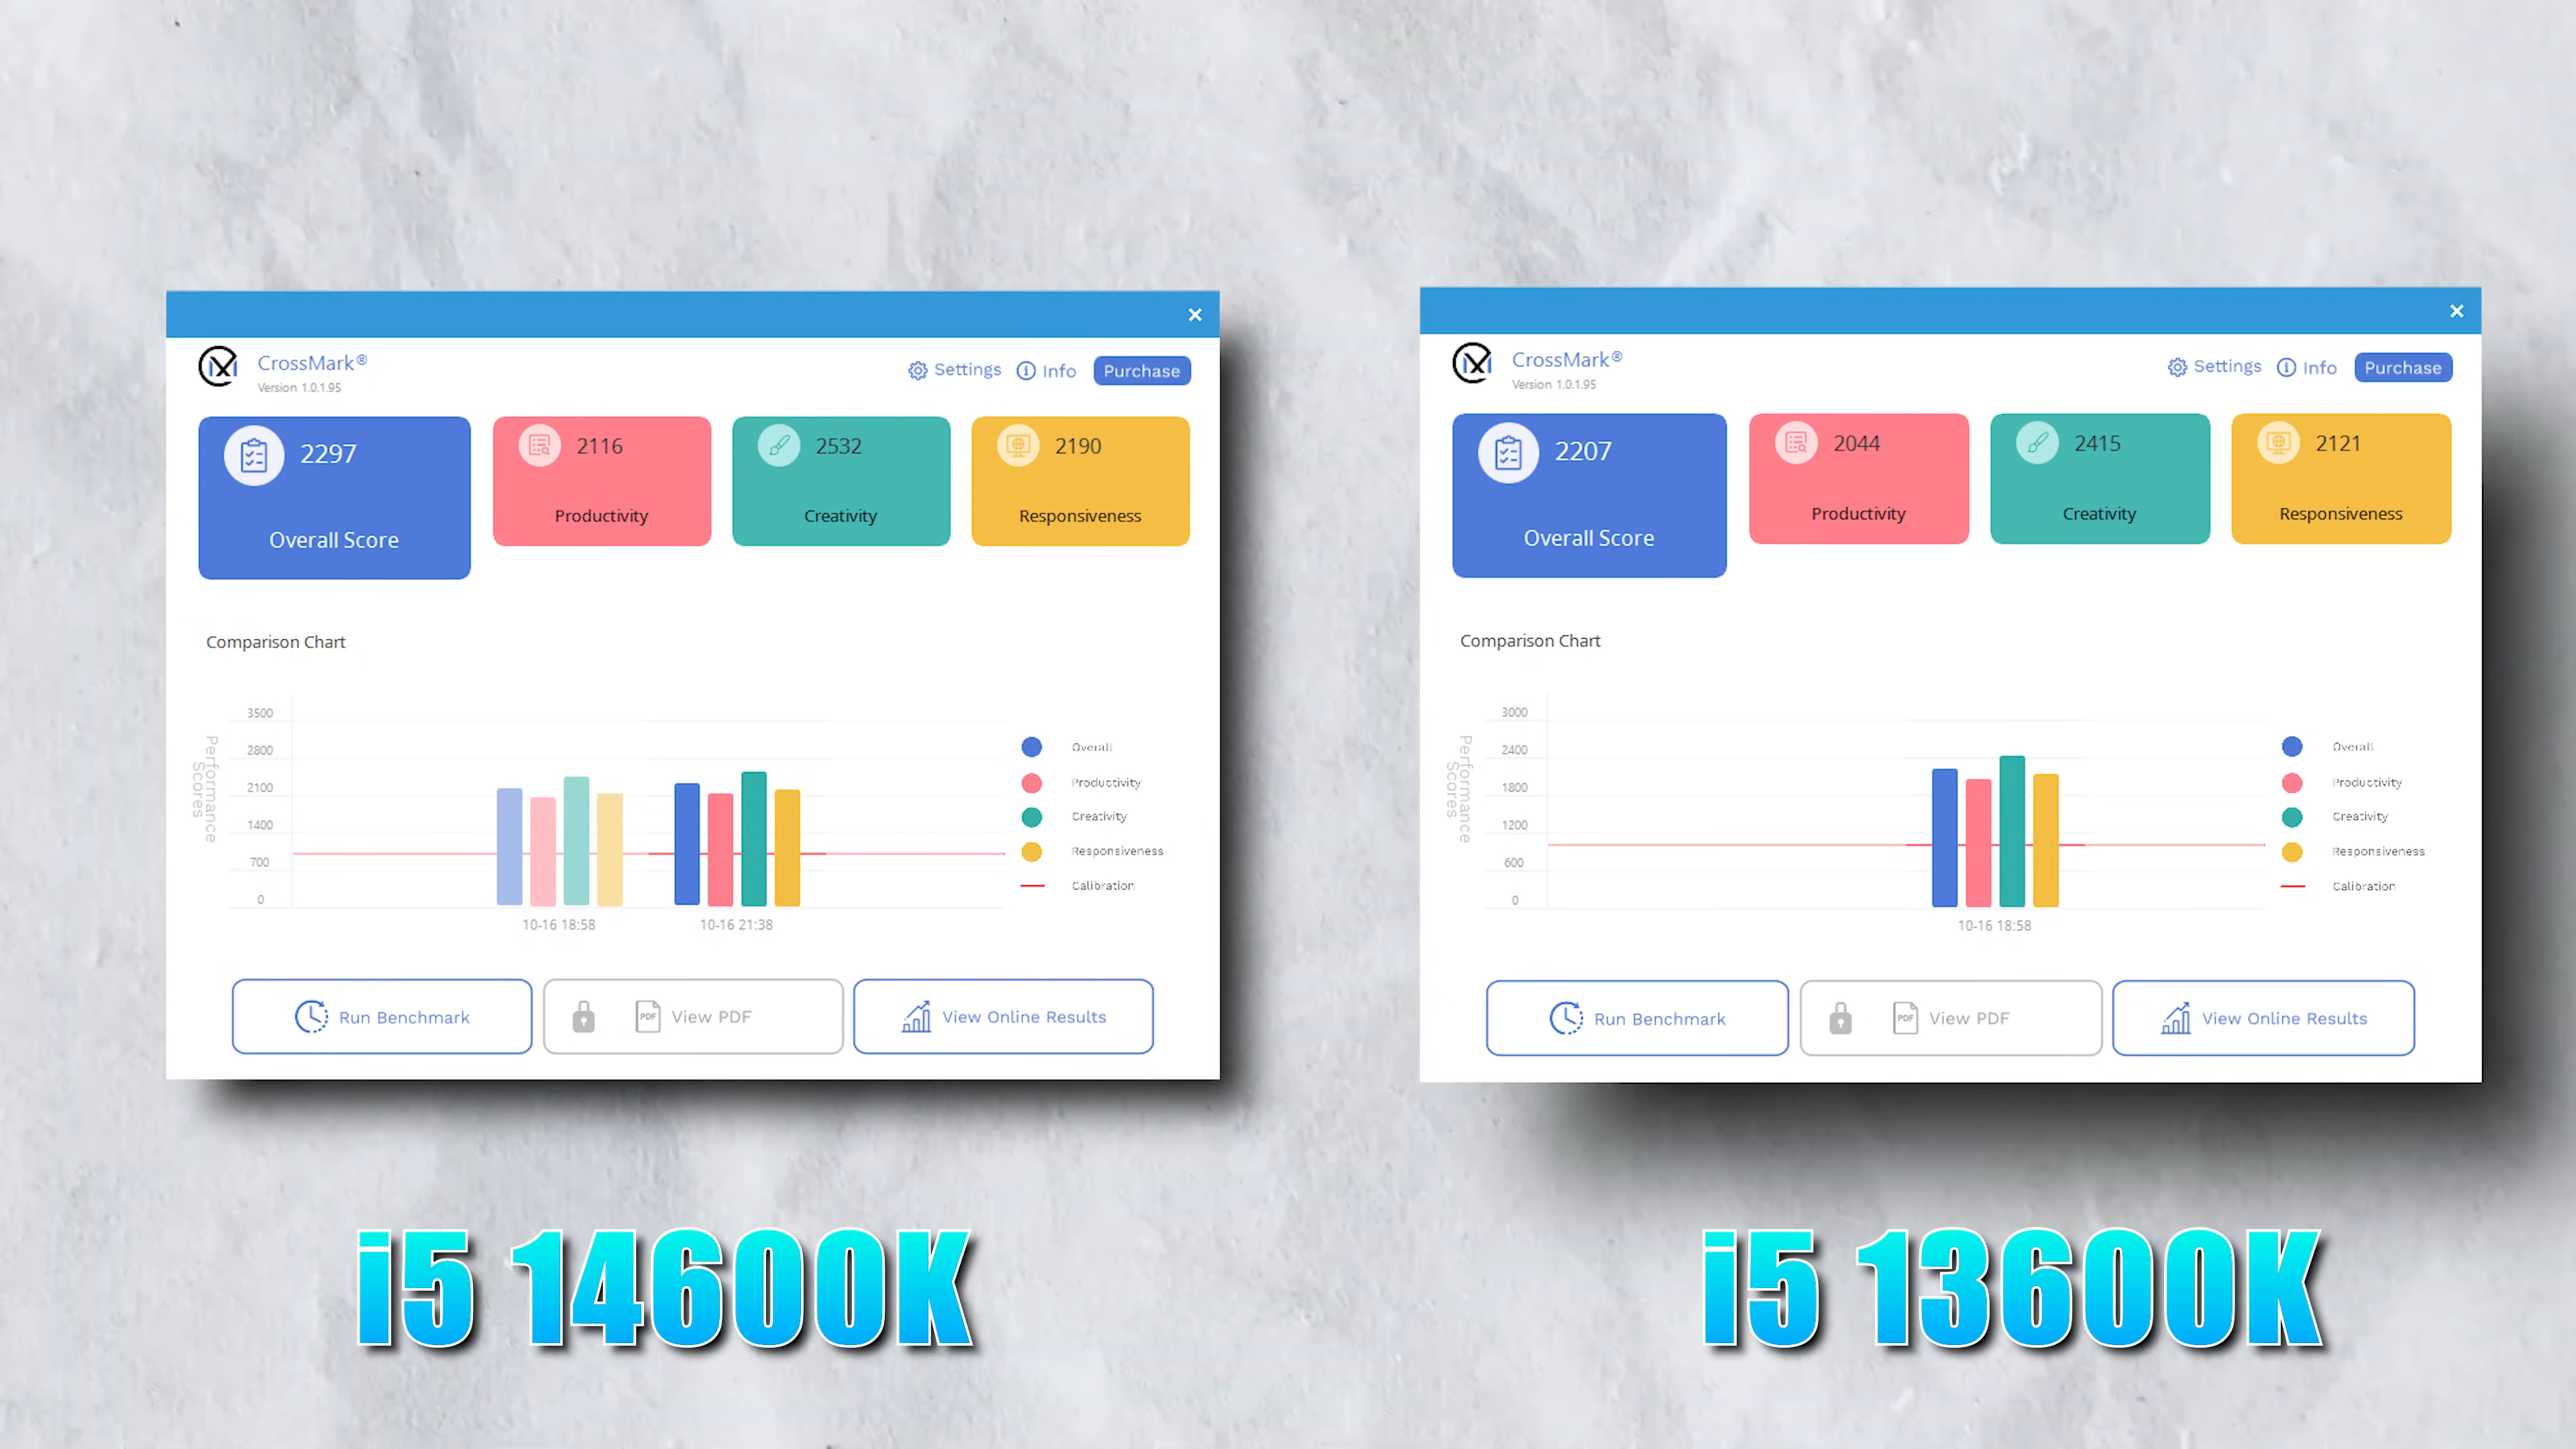 CrossMark®
Version 1.0.1.95
Settings
Info
Purchase
2297
Overall Score
2116
Productivity
2532
Creativity
2190
Responsiveness
Comparison Chart
Performance
Scores
3500
2800
2100
1400
700
0
10-16 18:58
10-16 21:38
Overall
Productivity
Creativity
Responsiveness
Calibration
Run Benchmark
PDF
View PDF
View Online Results
i5 14600K
CrossMark®
Version 1.0.1.95
Settings
Info
Purchase
2207
Overall Score
2044
Productivity
2415
Creativity
2121
Responsiveness
Comparison Chart
Performance
Scores
3000
2400
1800
1200
600
0
10-16 18:58
Overall
Productivity
Creativity
Responsiveness
Calibration
Run Benchmark
PDF
View PDF
View Online Results
i5 13600K